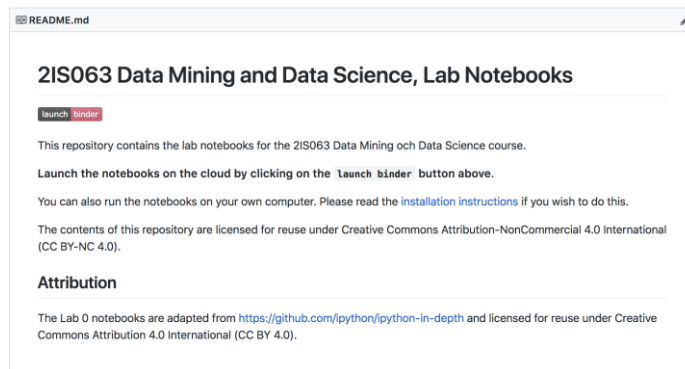 README.md
2IS063 Data Mining and Data Science, Lab Notebooks
launch binder
This repository contains the lab notebooks for the 2IS063 Data Mining och Data Science course.
Launch the notebooks on the cloud by clicking on the launch binder button above.
You can also run the notebooks on your own computer. Please read the installation instructions if you wish to do this.
The contents of this repository are licensed for reuse under Creative Commons Attribution-NonCommercial 4.0 International
(CC BY-NC 4.0).
Attribution
The Lab 0 notebooks are adapted from https://github.com/ipython/ipython-in-depth and licensed for reuse under Creative
Commons Attribution 4.0 International (CC BY 4.0).